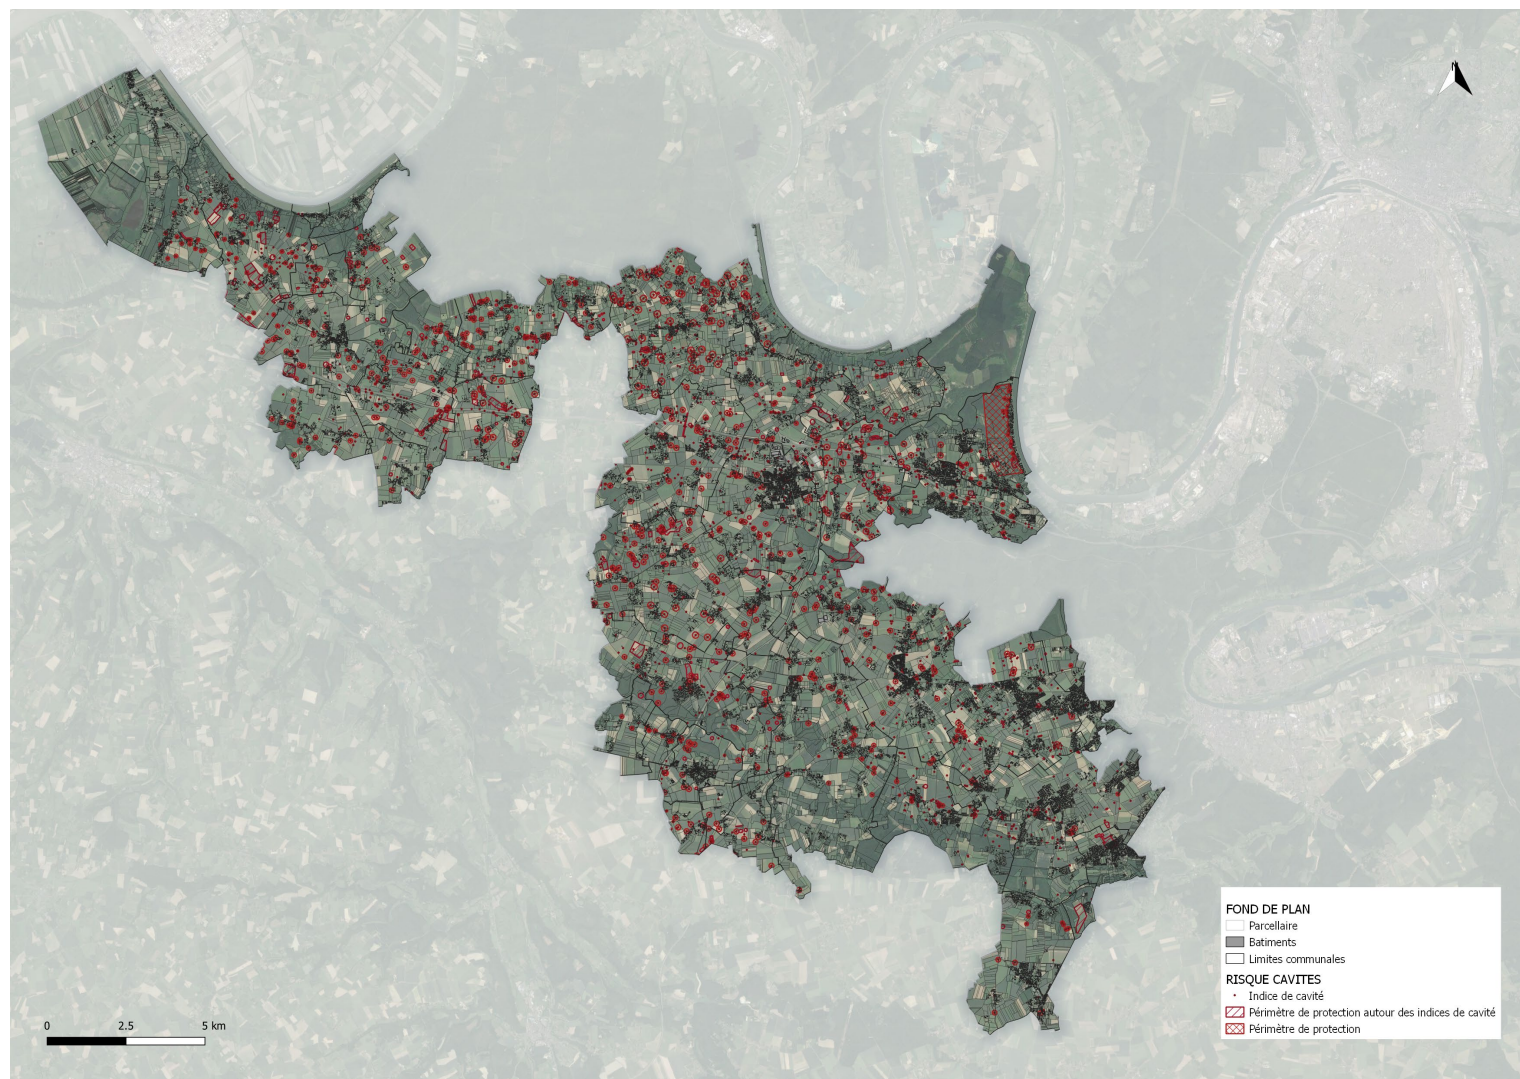 N
FOND DE PLAN
Parcellaire
Batiments
Limites communales
RISQUE CAVITES
Indice de cavité
Périmètre de protection autour des indices de cavité
Périmètre de protection
0 2.5 5 km